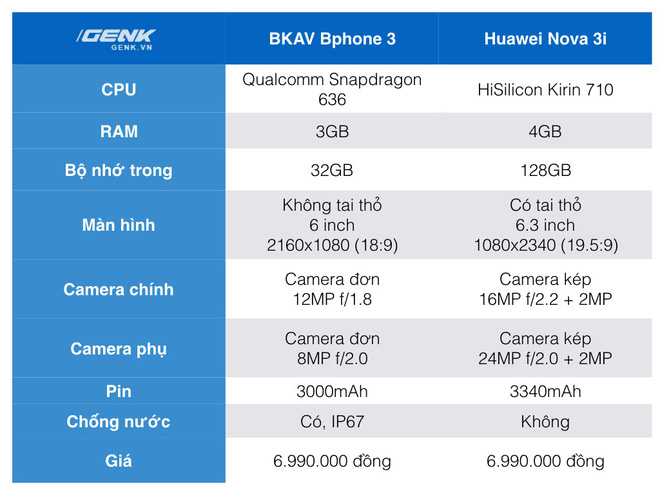 GENK
GENK.VN
BKAV Bphone 3
Huawei Nova 3i
CPU
Qualcomm Snapdragon
636
HiSilicon Kirin 710
RAM
3GB
4GB
Bộ nhớ trong
32GB
128GB
Màn hình
Không tai thỏ
6 inch
2160x1080 (18:9)
Có tai thỏ
6.3 inch
1080x2340 (19.5:9)
Camera chính
Camera đơn
12MP f/1.8
Camera kép
16MP f/2.2 + 2MP
Camera phụ
Camera đơn
8MP f/2.0
Camera kép
24MP f/2.0 + 2MP
Pin
3000mAh
3340mAh
Chống nước
Có, IP67
Không
Giá
6.990.000 đồng
6.990.000 đồng